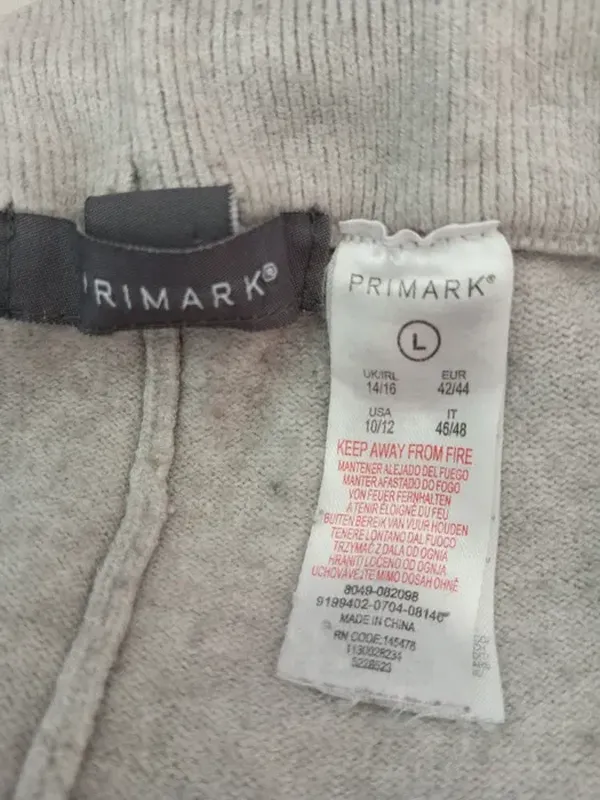 PRIMARK®
PRIMARK®
L
UK/IRL EUR
14/16 42/44
USA IT
10/12 46/48
KEEP AWAY FROM FIRE
MANTENER ALEJADO DEL FUEGO
MANTER AFASTADO DO FOGO
VON FEUER FERNHALTEN
A TENIR ÉLOIGNÉ DU FEU
BUITEN BEREIK VAN VUUR HOUDEN
TENERE LONTANO DAL FUOCO
TRZYMAĆ Z DALA OD OGNIA
HRANITI LOČENO OD OGNJA
UCHOVÁVEJTE MIMO DOSAH OHNĚ
8049-082098
9199402-0704-08146
MADE IN CHINA
RN CODE:145478
1130028234
5228523